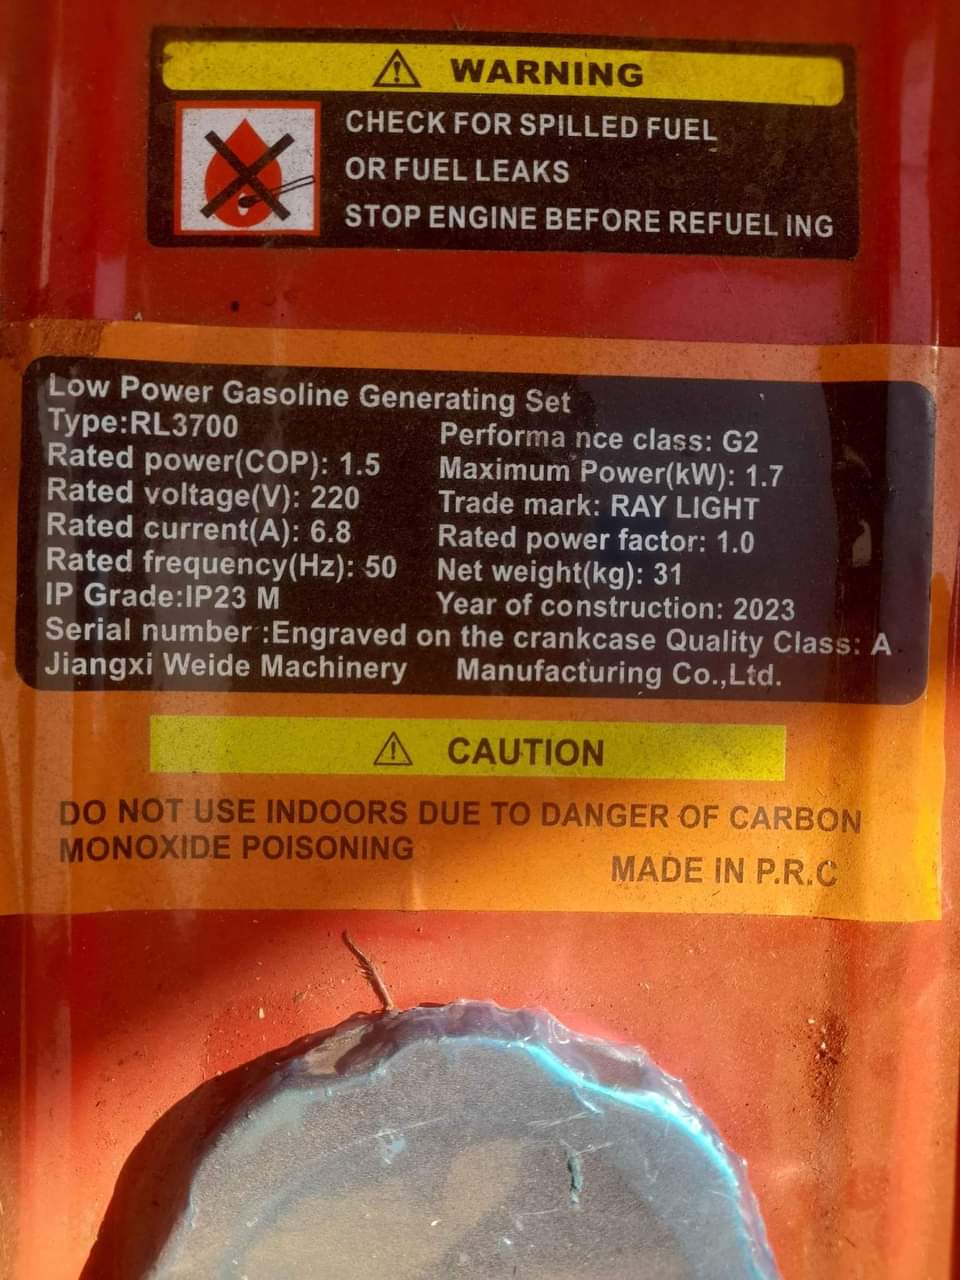 WARNING
CHECK FOR SPILLED FUEL
OR FUEL LEAKS
STOP ENGINE BEFORE REFUEL ING
Low Power Gasoline Generating Set
Type:RL3700
Performa nce class: G2
Rated power(COP): 1.5
Maximum Power(kW): 1.7
Rated voltage(V): 220
Trade mark: RAY LIGHT
Rated current(A): 6.8
Rated power factor: 1.0
Rated frequency(Hz): 50
Net weight(kg): 31
IP Grade:IP23 M
Year of construction: 2023
Serial number :Engraved on the crankcase Quality Class: A
Jiangxi Weide Machinery Manufacturing Co.,Ltd.
CAUTION
DO NOT USE INDOORS DUE TO DANGER OF CARBON
MONOXIDE POISONING
MADE IN P.R.C